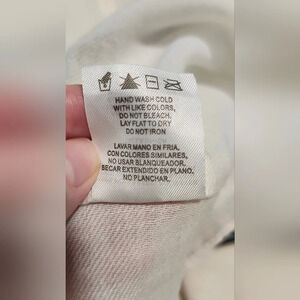 HAND WASH COLD
WITH LIKE COLORS,
DO NOT BLEACH.
LAY FLAT TO DRY
DO NOT IRON
LAVAR MANO EN FRIA.
CON COLORES SIMILARES,
NO USAR BLANQUEADOR,
SECAR EXTENDIDO EN PLANO.
NO PLANCHAR.